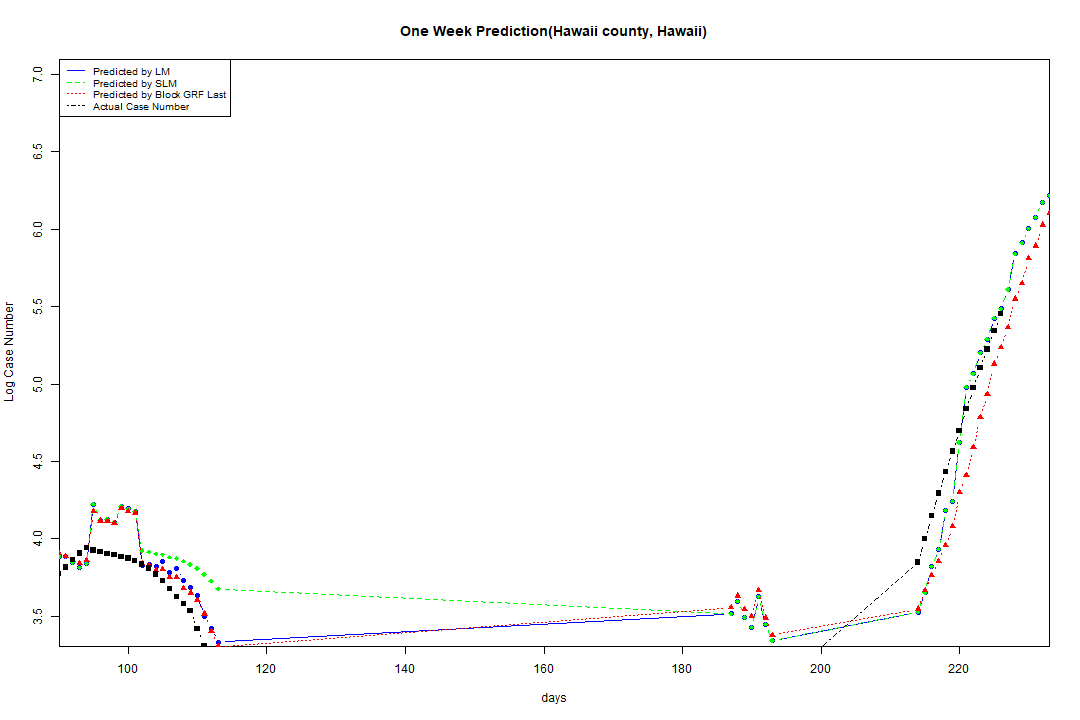 One Week Prediction(Hawaii county, Hawaii)
Predicted by LM
Predicted by SLM
Predicted by Block GRF Last
Actual Case Number
Log Case Number
7.0
6.5
6.0
5.5
5.0
4.5
4.0
3.5
100 120 140 160 180 200 220
days